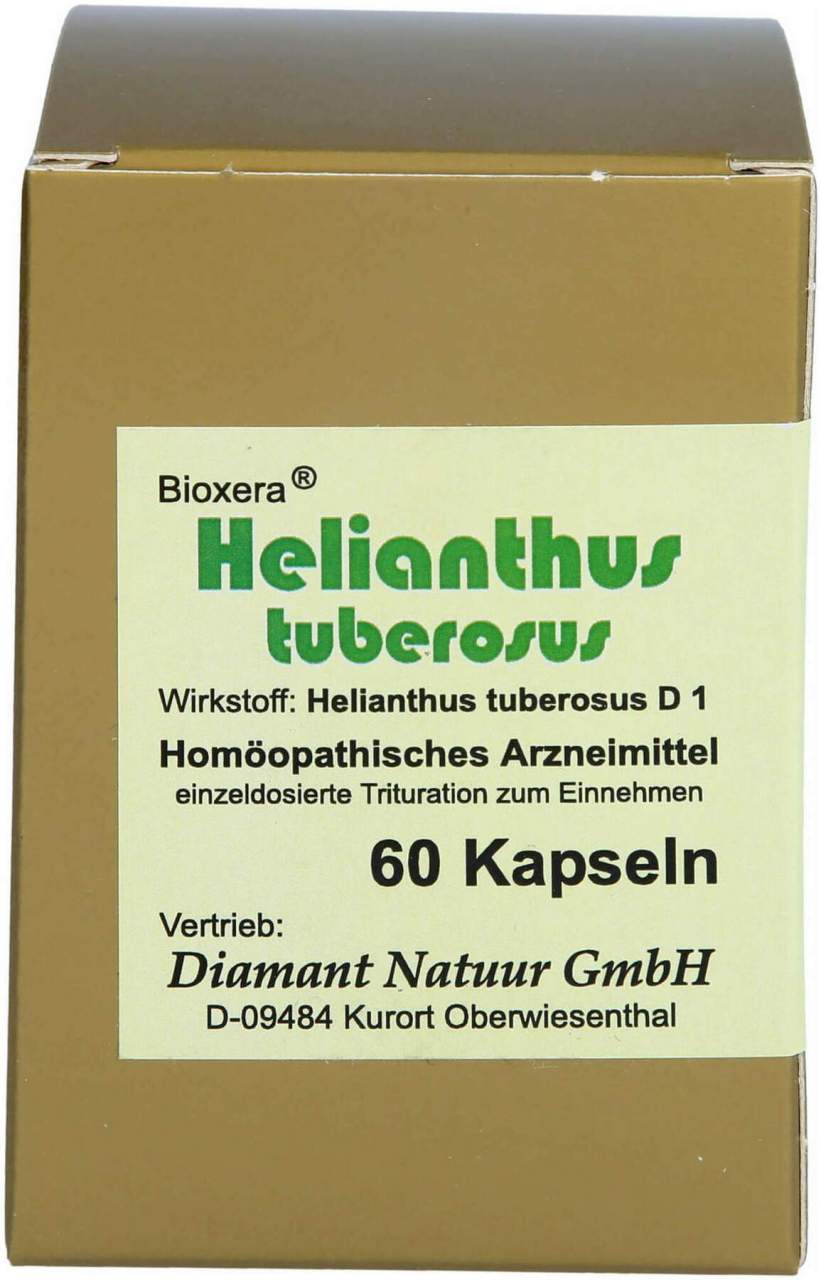 Bioxera®
Helianthus
tuberosus
Wirkstoff: Helianthus tuberosus D 1
Homöopathisches Arzneimittel
einzeldosierte Trituration zum Einnehmen
60 Kapseln
Vertrieb:
Diamant Natuur GmbH
D-09484 Kurort Oberwiesenthal